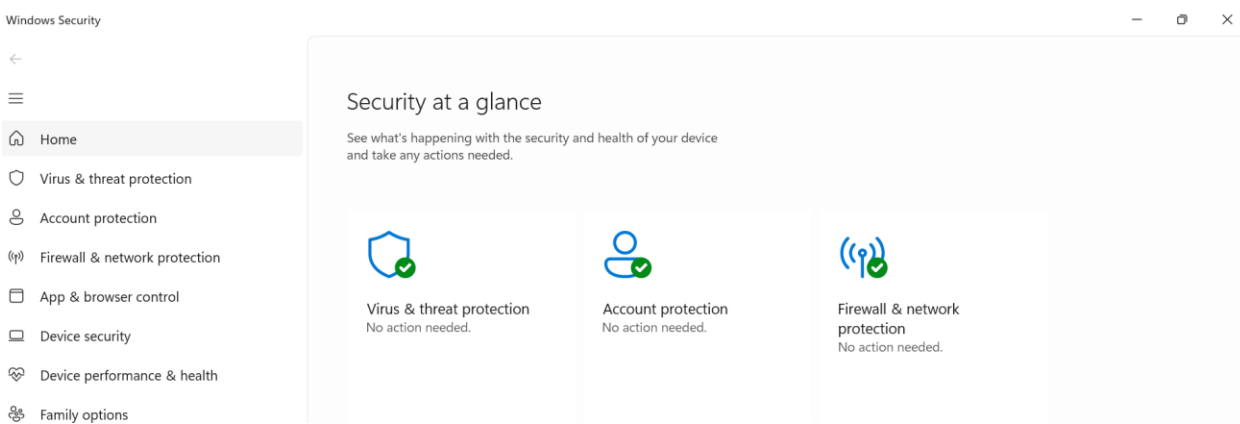 Windows Security
Home
Virus & threat protection
Account protection
Firewall & network protection
App & browser control
Device security
Device performance & health
Family options
Security at a glance
See what's happening with the security and health of your device
and take any actions needed.
Virus & threat protection
No action needed.
Account protection
No action needed.
Firewall & network
protection
No action needed.